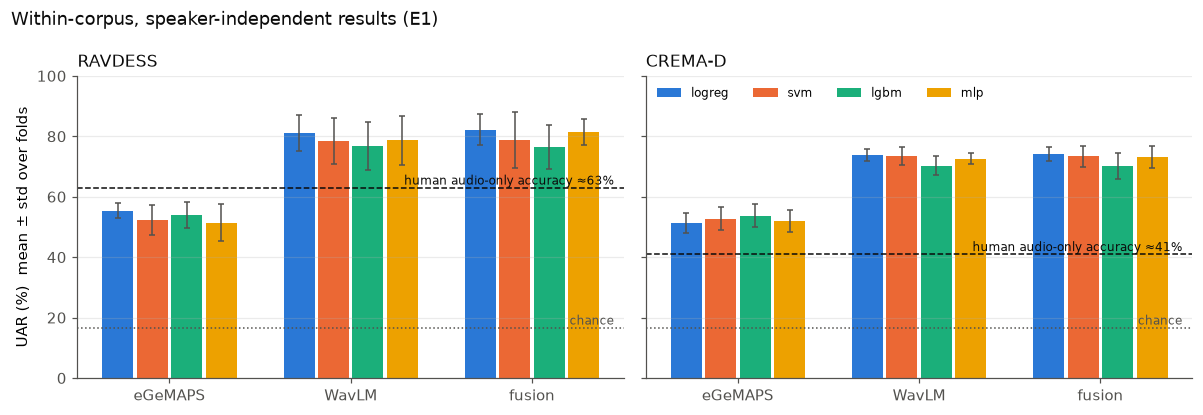 Within-corpus, speaker-independent results (E1)
RAVDESS
CREMA-D
UAR (%)  mean ± std over folds
100
80
60
40
20
0
logreg
svm
lgbm
mlp
human audio-only accuracy ≈63%
human audio-only accuracy ≈41%
chance
chance
eGeMAPS
WavLM
fusion
eGeMAPS
WavLM
fusion